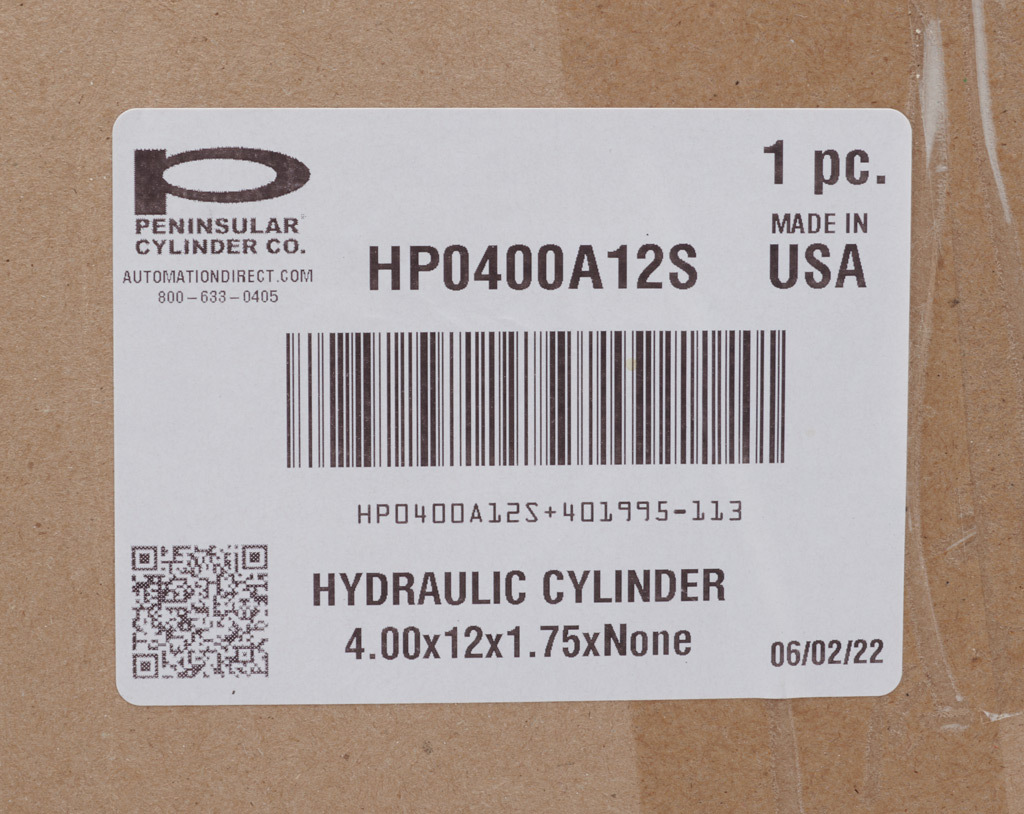 PENINSULAR
CYLINDER CO.
AUTOMATIONDIRECT.COM
800-633-0405
1 pc.
MADE IN
USA
HP0400A12S
HP0400A12S+401995-113
HYDRAULIC CYLINDER
4.00x12x1.75xNone
06/02/22